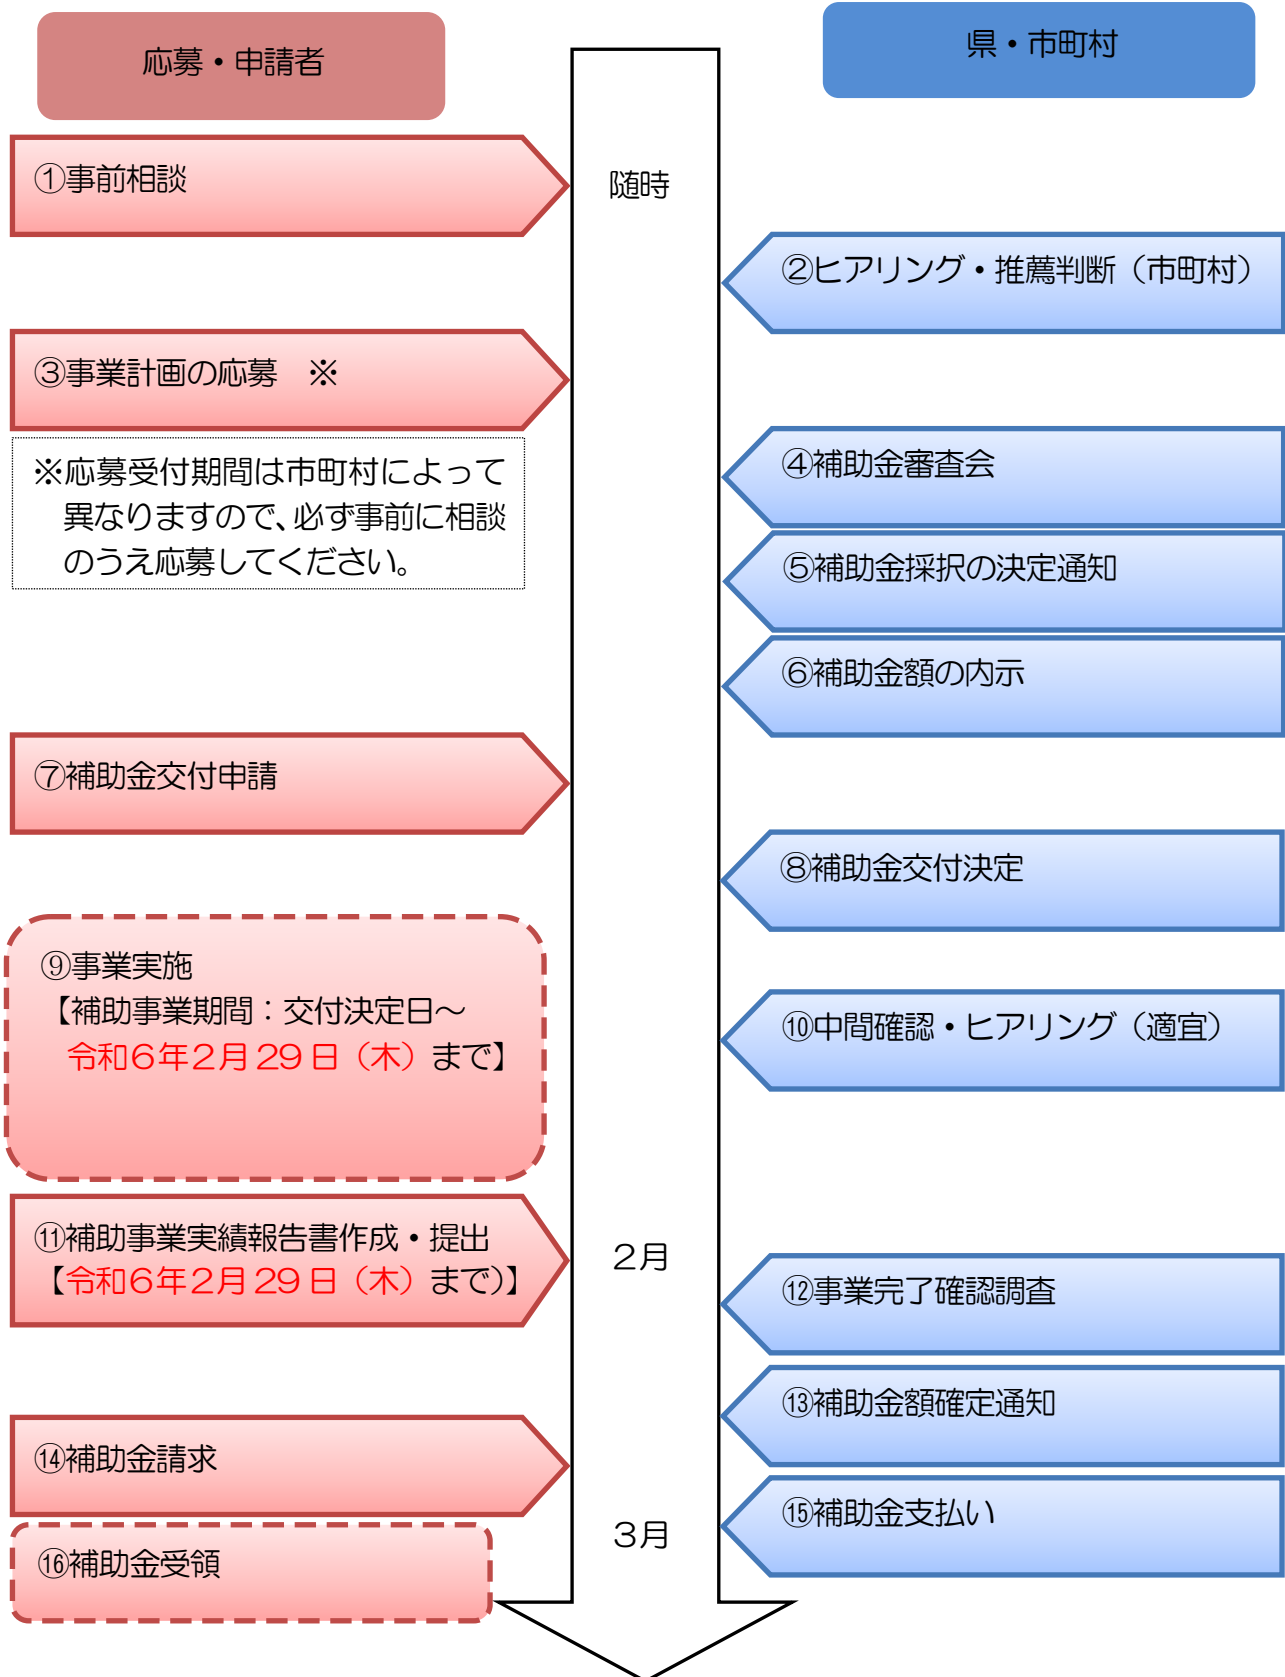 応募・申請者
県・市町村
①事前相談
随時
②ヒアリング・推薦判断（市町村）
③事業計画の応募　※
※応募受付期間は市町村によって
異なりますので、必ず事前に相談
のうえ応募してください。
④補助金審査会
⑤補助金採択の決定通知
⑥補助金額の内示
⑦補助金交付申請
⑧補助金交付決定
⑨事業実施
【補助事業期間：交付決定日～
令和６年２月29日（木）まで】
⑩中間確認・ヒアリング（適宜）
⑪補助事業実績報告書作成・提出
【令和６年２月29日（木）まで）】
２月
⑫事業完了確認調査
⑬補助金額確定通知
⑭補助金請求
⑮補助金支払い
３月
⑯補助金受領